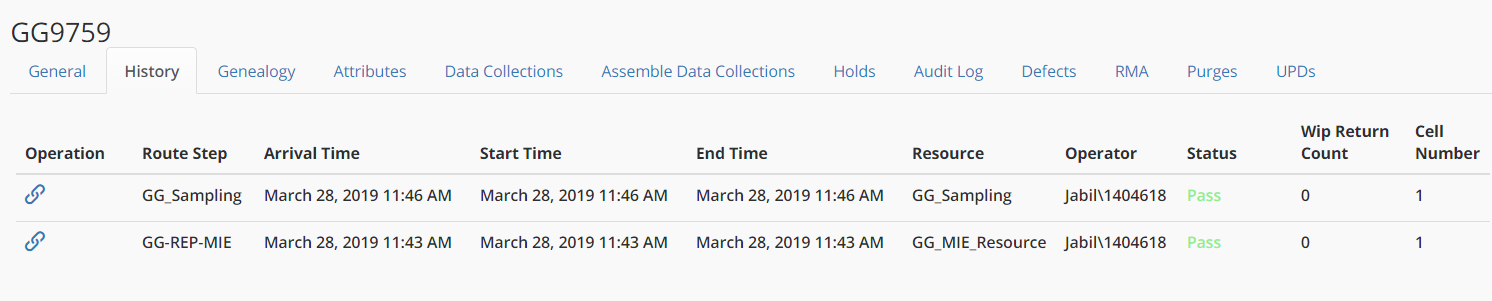 GG9759
General History Genealogy Attributes Data Collections Assemble Data Collections Holds Audit Log Defects RMA Purges UPDs
Operation Route Step Arrival Time Start Time End Time Resource Operator Status Wip Return Count Cell Number
GG_Sampling March 28, 2019 11:46 AM March 28, 2019 11:46 AM March 28, 2019 11:46 AM GG_Sampling Jabil\1404618 Pass 0 1
GG-REP-MIE March 28, 2019 11:43 AM March 28, 2019 11:43 AM March 28, 2019 11:43 AM GG_MIE_Resource Jabil\1404618 Pass 0 1